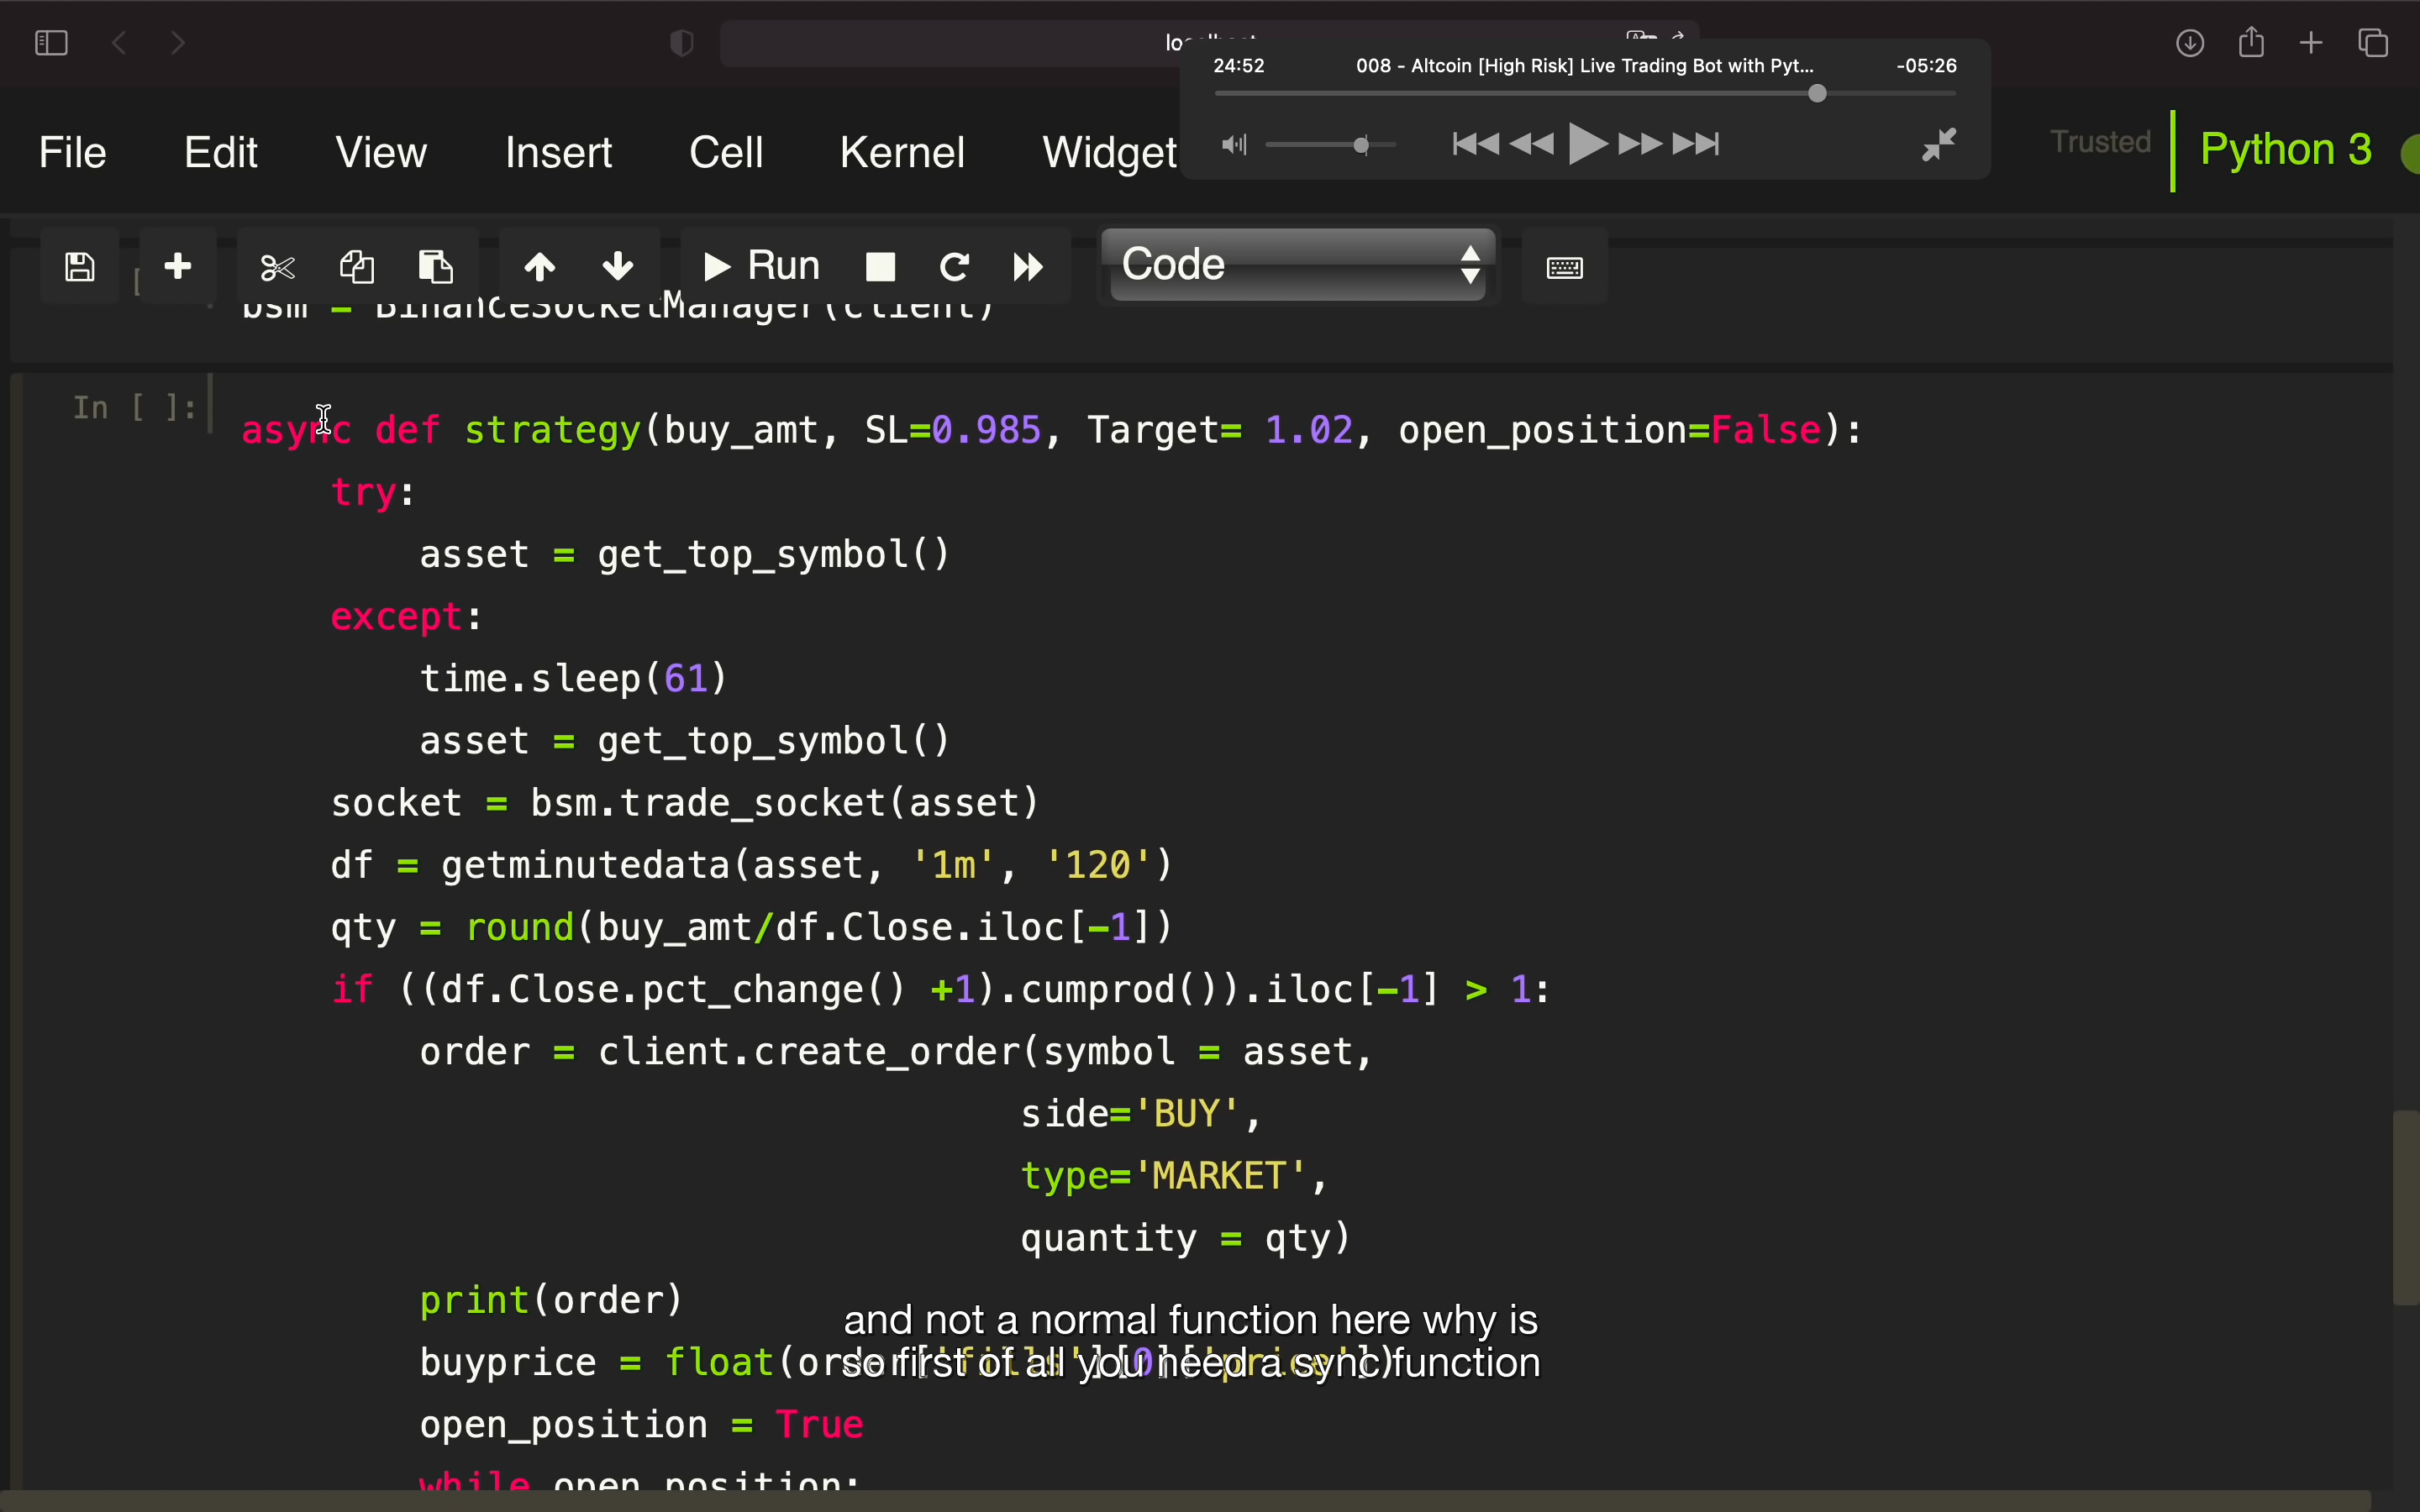 24:52 008 - Altcoin [High Risk] Live Trading Bot with Pyt... -05:26
File Edit View Insert Cell Kernel Widget Trusted Python 3
Run Code
bsm = BinanceSocketManager(client)
In [ ]:
async def strategy(buy_amt, SL=0.985, Target= 1.02, open_position=False):
try:
asset = get_top_symbol()
except:
time.sleep(61)
asset = get_top_symbol()
socket = bsm.trade_socket(asset)
df = getminutedata(asset, '1m', '120')
qty = round(buy_amt/df.Close.iloc[-1])
if ((df.Close.pct_change() +1).cumprod()).iloc[-1] > 1:
order = client.create_order(symbol = asset,
side='BUY',
type='MARKET',
quantity = qty)
print(order)
and not a normal function here why is
buyprice = float(order['fills'][0]['price'])
so first of all you need a sync function
open_position = True
while open_position: